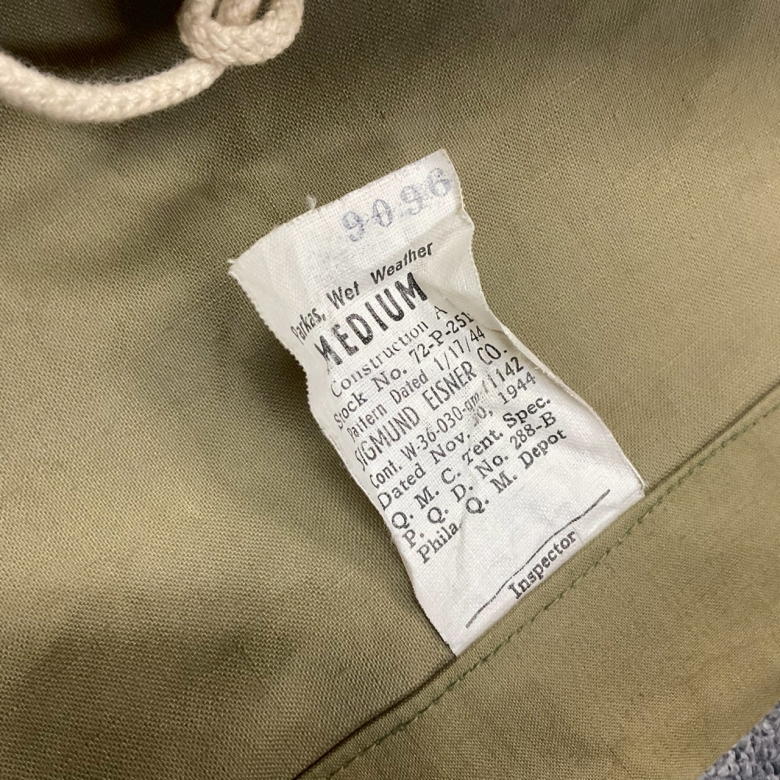 9096
Parkas, Wet Weather
MEDIUM
Construction A
Stock No. 72-P-251
Pattern Dated 1/17/44
SIGMUND EISNER CO.
Cont. W-36-030-qm-11142
Dated Nov. 30, 1944
Q. M. C. Tent. Spec.
P. Q. D. No. 288-B
Phila. Q. M. Depot
Inspector